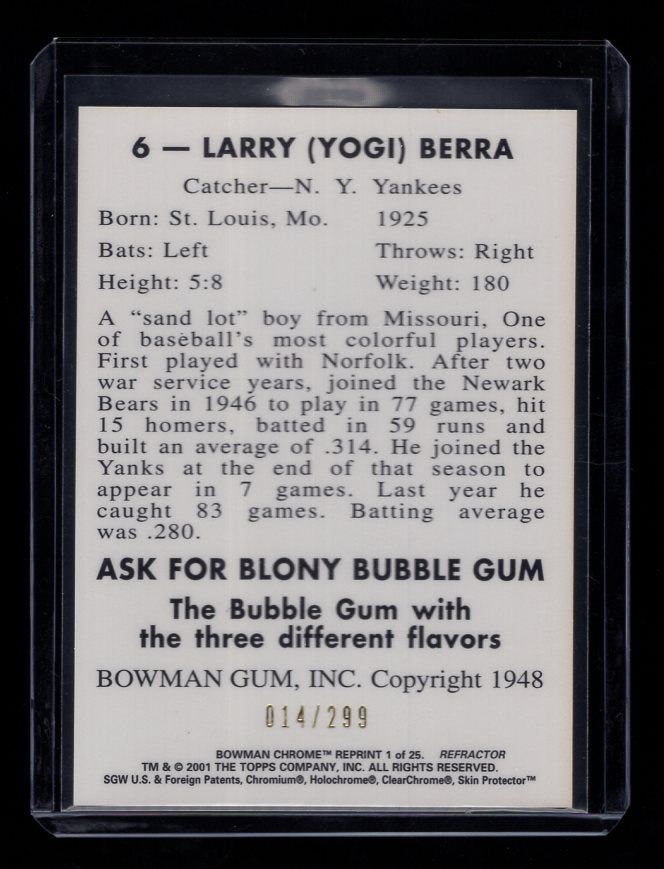 6 — LARRY (YOGI) BERRA
Catcher—N. Y. Yankees
Born: St. Louis, Mo. 1925
Bats: Left Throws: Right
Height: 5:8 Weight: 180
A “sand lot” boy from Missouri, One
of baseball’s most colorful players.
First played with Norfolk. After two
war service years, joined the Newark
Bears in 1946 to play in 77 games, hit
15 homers, batted in 59 runs and
built an average of .314. He joined the
Yanks at the end of that season to
appear in 7 games. Last year he
caught 83 games. Batting average
was .280.
ASK FOR BLONY BUBBLE GUM
The Bubble Gum with
the three different flavors
BOWMAN GUM, INC. Copyright 1948
014/299
BOWMAN CHROME™ REPRINT 1 of 25. REFRACTOR
TM & © 2001 THE TOPPS COMPANY, INC. ALL RIGHTS RESERVED.
SGW U.S. & Foreign Patents, Chromium®, Holochrome®, ClearChrome®, Skin Protector™